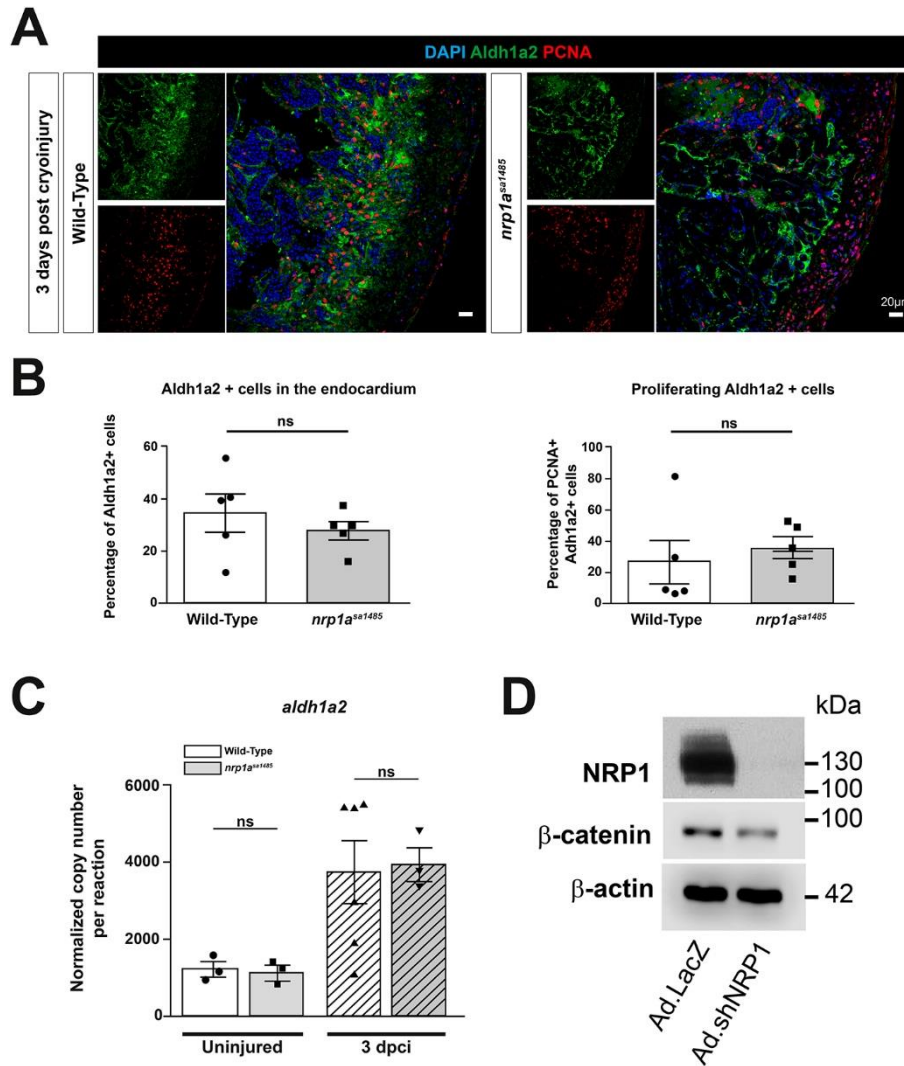 A
DAPI Aldh1a2 PCNA
3 days post cryoinjury
Wild-Type
nrp1a^sa1485
20µm
B
Aldh1a2 + cells in the endocardium
Percentage of Aldh1a2+ cells
60
40
20
0
ns
Wild-Type
nrp1a^sa1485
Proliferating Aldh1a2 + cells
Percentage of PCNA+
Adh1a2+ cells
100
80
60
40
20
0
ns
Wild-Type
nrp1a^sa1485
C
aldh1a2
Wild-Type
nrp1a^sa1485
Normalized copy number
per reaction
6000
4000
2000
0
ns
ns
Uninjured
3 dpci
D
kDa
NRP1
130
100
100
β-catenin
β-actin
42
Ad.LacZ
Ad.shNRP1